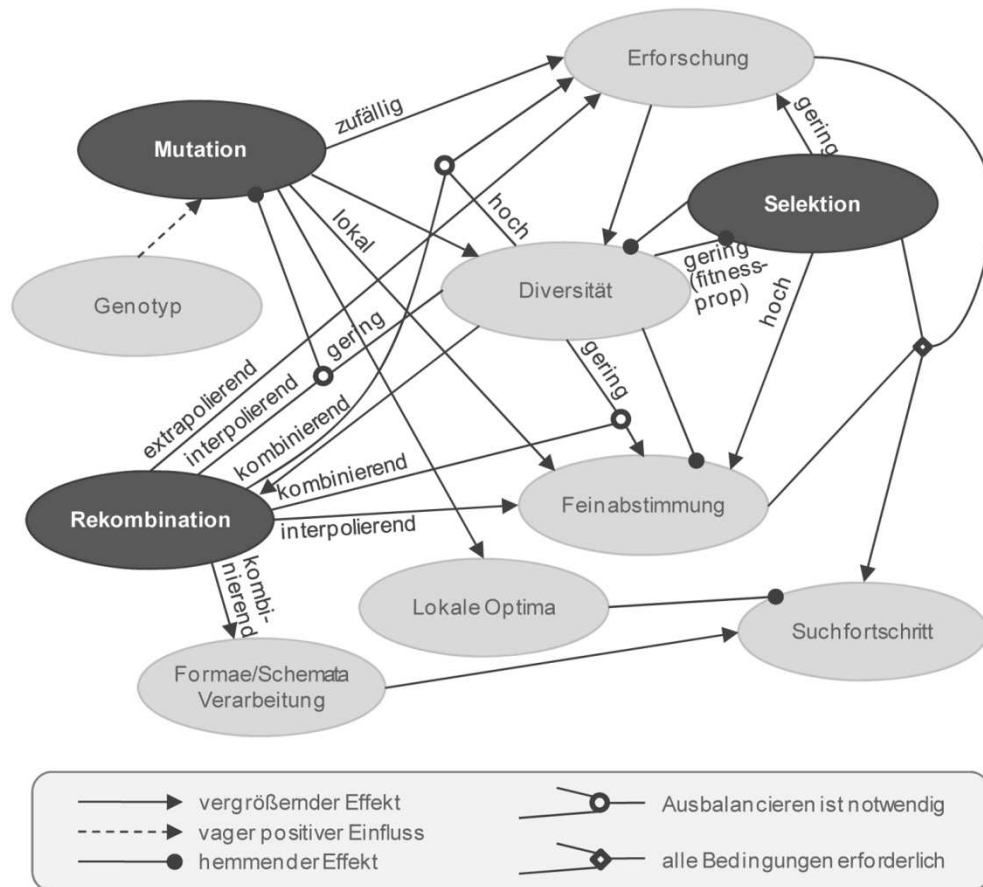 Erforschung
zufällig
gering
Mutation
Selektion
hoch
lokal
gering
(fitness-
prop)
Diversität
Genotyp
hoch
gering
gering
extrapolierend
interpolierend
kombinierend
kombinierend
Feinabstimmung
Rekombination
interpolierend
kombi-
nierend
Lokale Optima
Suchfortschritt
Formae/Schemata
Verarbeitung
vergrößernder Effekt
Ausbalancieren ist notwendig
vager positiver Einfluss
hemmender Effekt
alle Bedingungen erforderlich